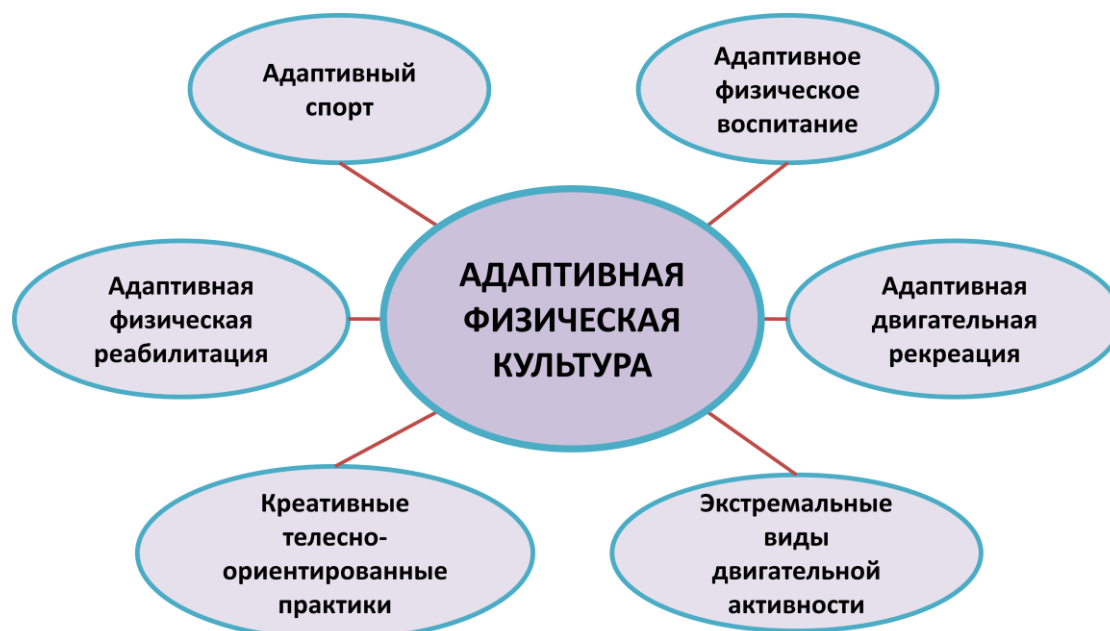 Адаптивный
спорт
Адаптивное
физическое
воспитание
АДАПТИВНАЯ
ФИЗИЧЕСКАЯ
КУЛЬТУРА
Адаптивная
физическая
реабилитация
Адаптивная
двигательная
рекреация
Креативные
телесно-
ориентированные
практики
Экстремальные
виды
двигательной
активности